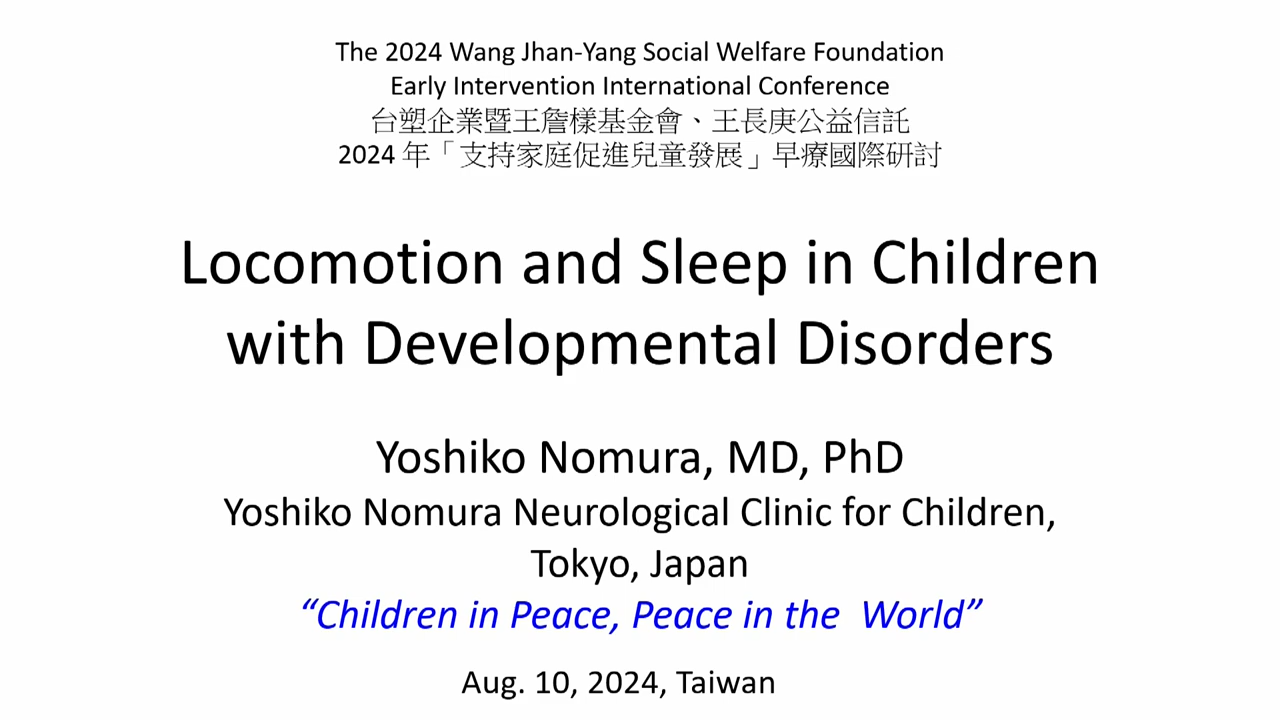 The 2024 Wang Jhan-Yang Social Welfare Foundation
Early Intervention International Conference
台塑企業暨王詹樣基金會、王長庚公益信託
2024 年「支持家庭促進兒童發展」早療國際研討
Locomotion and Sleep in Children
with Developmental Disorders
Yoshiko Nomura, MD, PhD
Yoshiko Nomura Neurological Clinic for Children,
Tokyo, Japan
“Children in Peace, Peace in the World”
Aug. 10, 2024, Taiwan